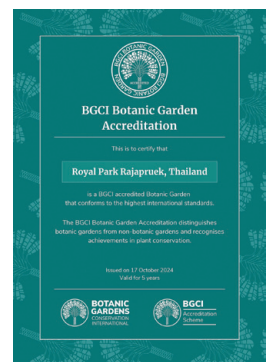 BGCI BOTANIC GARDEN
BGCI Botanic Garden
Accreditation
This is to certify that
Royal Park Rajapruek, Thailand
is a BGCI accredited Botanic Garden
that conforms to the highest international standards.
The BGCI Botanic Garden Accreditation distinguishes
botanic gardens from non-botanic gardens and recognises
achievements in plant conservation.
Issued on 17 October 2024
Valid for 5 years
BOTANIC
GARDENS
CONSERVATION
INTERNATIONAL
BGCI
Accreditation
Scheme